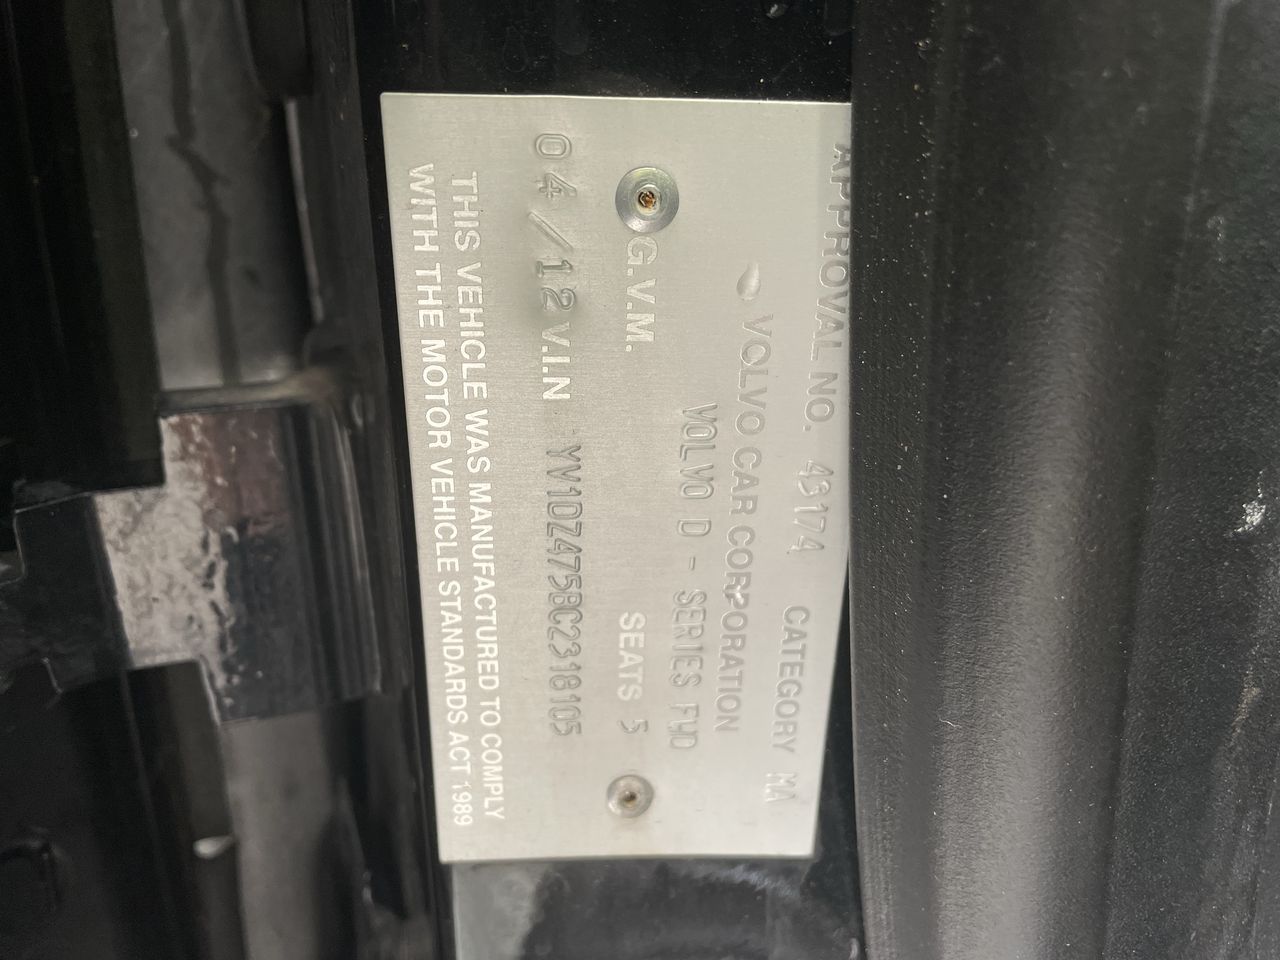 APPROVAL NO. 43174 CATEGORY MA
VOLVO CAR CORPORATION
VOLVO D - SERIES FWD
G.V.M. SEATS 5
04/12 V.I.N YV1DZ475BC2318105
THIS VEHICLE WAS MANUFACTURED TO COMPLY
WITH THE MOTOR VEHICLE STANDARDS ACT 1989